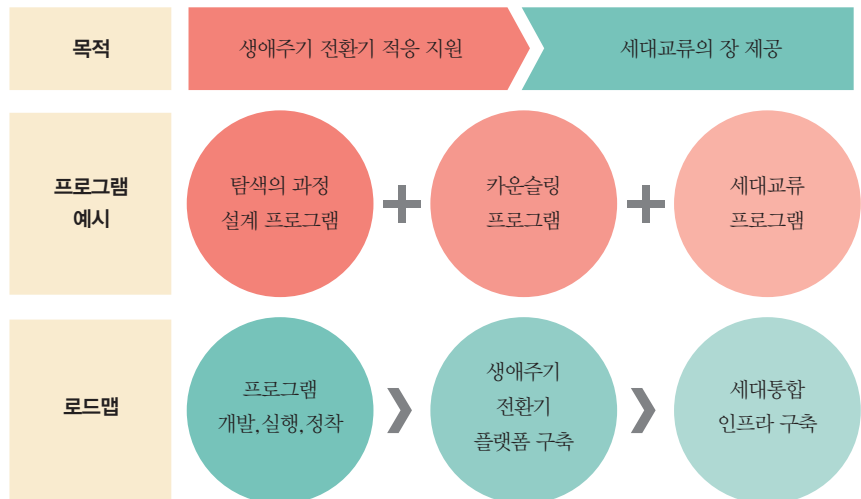 목적
생애주기 전환기 적응 지원
세대교류의 장 제공
프로그램
예시
탐색의 과정
설계 프로그램
카운슬링
프로그램
세대교류
프로그램
로드맵
프로그램
개발,실행,정착
생애주기
전환기
플랫폼 구축
세대통합
인프라 구축